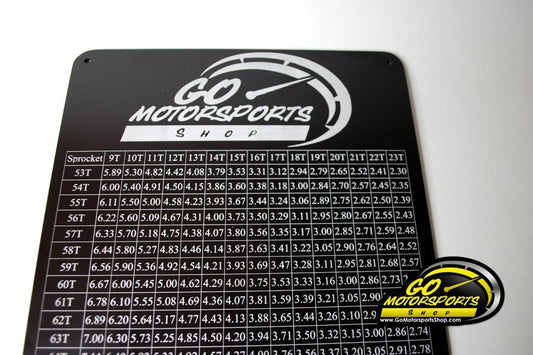 GO
MOTORSPORTS
SHOP
Sprocket 9T 10T 11T 12T 13T 14T 15T 16T 17T 18T 19T 20T 21T 22T 23T
53T 5.89 5.30 4.82 4.42 4.08 3.79 3.53 3.31 3.12 2.94 2.79 2.65 2.52 2.41 2.30
54T 6.00 5.40 4.91 4.50 4.15 3.86 3.60 3.38 3.18 3.00 2.84 2.70 2.57 2.45 2.35
55T 6.11 5.50 5.00 4.58 4.23 3.93 3.67 3.44 3.24 3.06 2.89 2.75 2.62 2.50 2.39
56T 6.22 5.60 5.09 4.67 4.31 4.00 3.73 3.50 3.29 3.11 2.95 2.80 2.67 2.55 2.43
57T 6.33 5.70 5.18 4.75 4.38 4.07 3.80 3.56 3.35 3.17 3.00 2.85 2.71 2.59 2.48
58T 6.44 5.80 5.27 4.83 4.46 4.14 3.87 3.63 3.41 3.22 3.05 2.90 2.76 2.64 2.52
59T 6.56 5.90 5.36 4.92 4.54 4.21 3.93 3.69 3.47 3.28 3.11 2.95 2.81 2.68 2.57
60T 6.67 6.00 5.45 5.00 4.62 4.29 4.00 3.75 3.53 3.33 3.16 3.00 2.86 2.73
61T 6.78 6.10 5.55 5.08 4.69 4.36 4.07 3.81 3.59 3.39 3.21 3.05 2.90
62T 6.89 6.20 5.64 5.17 4.77 4.43 4.13 3.88 3.65 3.44 3.26 3.10
63T 7.00 6.30 5.73 5.25 4.85 4.50 4.20 3.94 3.71 3.50 3.32 3.15 3.00 2.86 2.74
GO
MOTORSPORTS
SHOP
www.GoMotorsportsShop.com